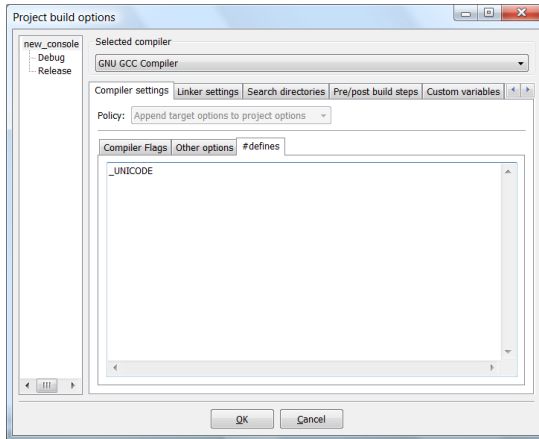 Project build options
new_console
Debug
Release
Selected compiler
GNU GCC Compiler
Compiler settings Linker settings Search directories Pre/post build steps Custom variables
Policy: Append target options to project options
Compiler Flags Other options #defines
_UNICODE
OK Cancel